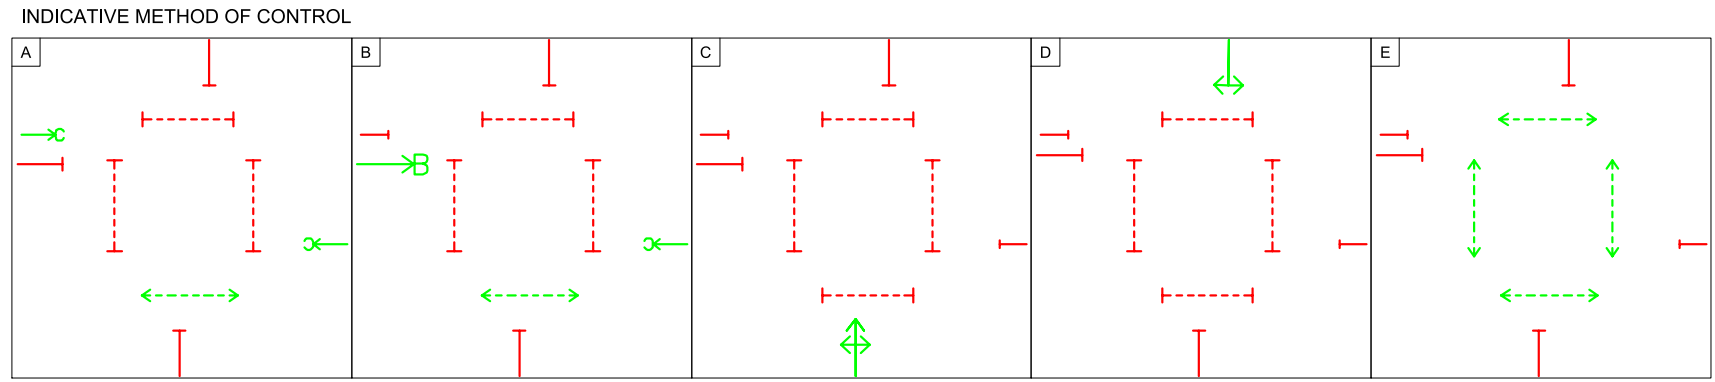 INDICATIVE METHOD OF CONTROL
A B C D E
C B
C C